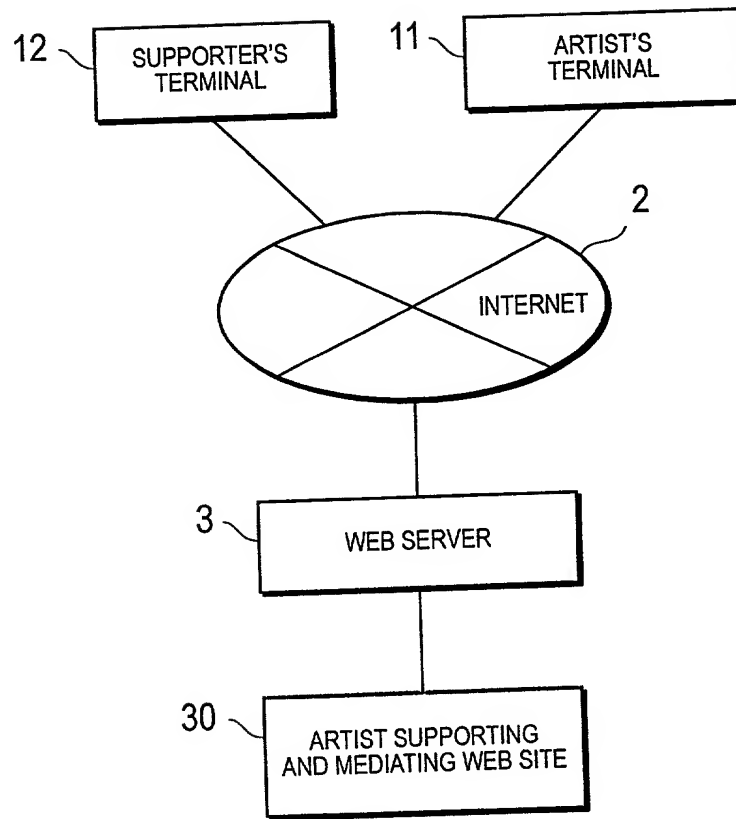 12
SUPPORTER'S
TERMINAL
11
ARTIST'S
TERMINAL
2
INTERNET
3
WEB SERVER
30
ARTIST SUPPORTING
AND MEDIATING WEB SITE